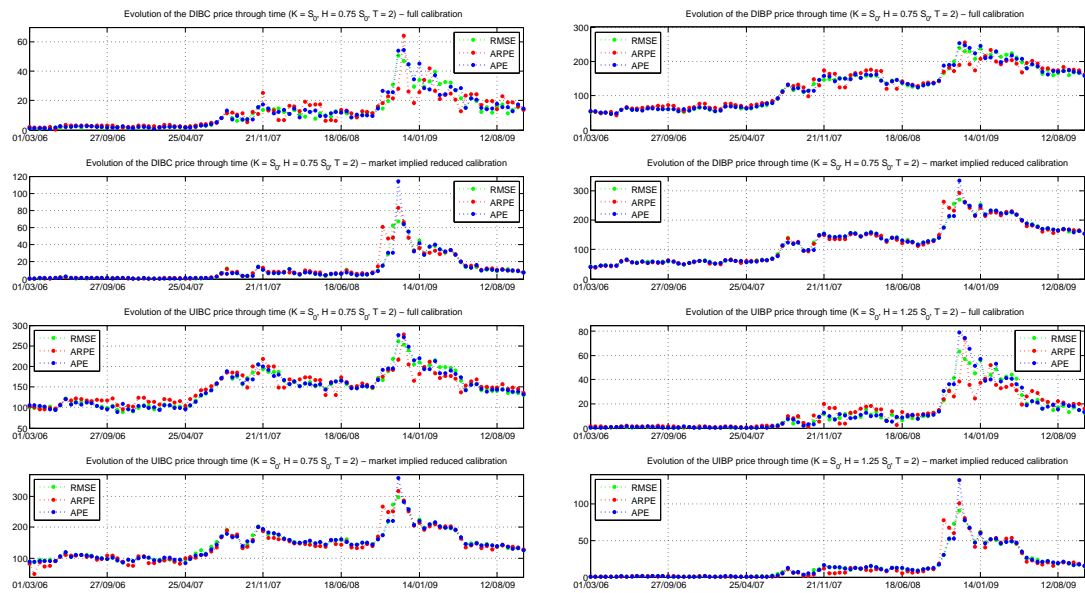 Evolution of the DIBC price through time (K = S₀, H = 0.75 S₀, T = 2) – full calibration
60
40
20
0
RMSE
ARPE
APE
01/03/06 27/09/06 25/04/07 21/11/07 18/06/08 14/01/09 12/08/09
Evolution of the DIBP price through time (K = S₀, H = 0.75 S₀, T = 2) – full calibration
300
200
100
0
RMSE
ARPE
APE
01/03/06 27/09/06 25/04/07 21/11/07 18/06/08 14/01/09 12/08/09
Evolution of the DIBC price through time (K = S₀, H = 0.75 S₀, T = 2) – market implied reduced calibration
120
100
80
60
40
20
0
RMSE
ARPE
APE
01/03/06 27/09/06 25/04/07 21/11/07 18/06/08 14/01/09 12/08/09
Evolution of the DIBP price through time (K = S₀, H = 0.75 S₀, T = 2) – market implied reduced calibration
300
200
100
0
RMSE
ARPE
APE
01/03/06 27/09/06 25/04/07 21/11/07 18/06/08 14/01/09 12/08/09
Evolution of the UIBC price through time (K = S₀, H = 0.75 S₀, T = 2) – full calibration
300
250
200
150
100
50
RMSE
ARPE
APE
01/03/06 27/09/06 25/04/07 21/11/07 18/06/08 14/01/09 12/08/09
Evolution of the UIBP price through time (K = S₀, H = 1.25 S₀, T = 2) – full calibration
80
60
40
20
0
RMSE
ARPE
APE
01/03/06 27/09/06 25/04/07 21/11/07 18/06/08 14/01/09 12/08/09
Evolution of the UIBC price through time (K = S₀, H = 0.75 S₀, T = 2) – market implied reduced calibration
300
200
100
RMSE
ARPE
APE
01/03/06 27/09/06 25/04/07 21/11/07 18/06/08 14/01/09 12/08/09
Evolution of the UIBP price through time (K = S₀, H = 1.25 S₀, T = 2) – market implied reduced calibration
100
50
0
RMSE
ARPE
APE
01/03/06 27/09/06 25/04/07 21/11/07 18/06/08 14/01/09 12/08/09